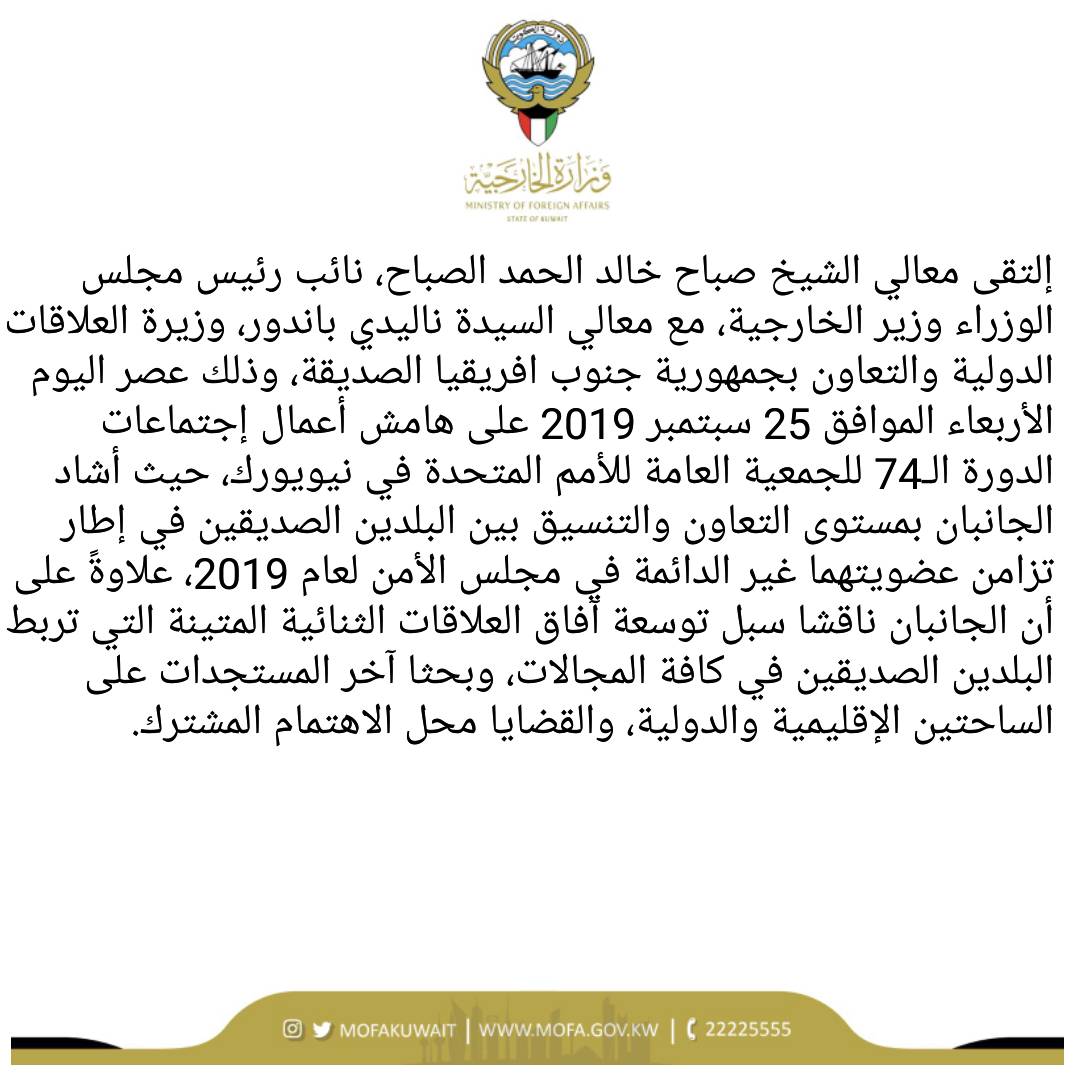 دولة الكويت
وزارة الخارجية
MINISTRY OF FOREIGN AFFAIRS
STATE OF KUWAIT
إلتقى معالي الشيخ صباح خالد الحمد الصباح، نائب رئيس مجلس
الوزراء وزير الخارجية، مع معالي السيدة ناليدي باندور، وزيرة العلاقات
الدولية والتعاون بجمهورية جنوب افريقيا الصديقة، وذلك عصر اليوم
الأربعاء الموافق 25 سبتمبر 2019 على هامش أعمال إجتماعات
الدورة الـ74 للجمعية العامة للأمم المتحدة في نيويورك، حيث أشاد
الجانبان بمستوى التعاون والتنسيق بين البلدين الصديقين في إطار
تزامن عضويتهما غير الدائمة في مجلس الأمن لعام 2019، علاوةً على
أن الجانبان ناقشا سبل توسعة آفاق العلاقات الثنائية المتينة التي تربط
البلدين الصديقين في كافة المجالات، وبحثا آخر المستجدات على
الساحتين الإقليمية والدولية، والقضايا محل الاهتمام المشترك.
MOFAKUWAIT | WWW.MOFA.GOV.KW | 22225555